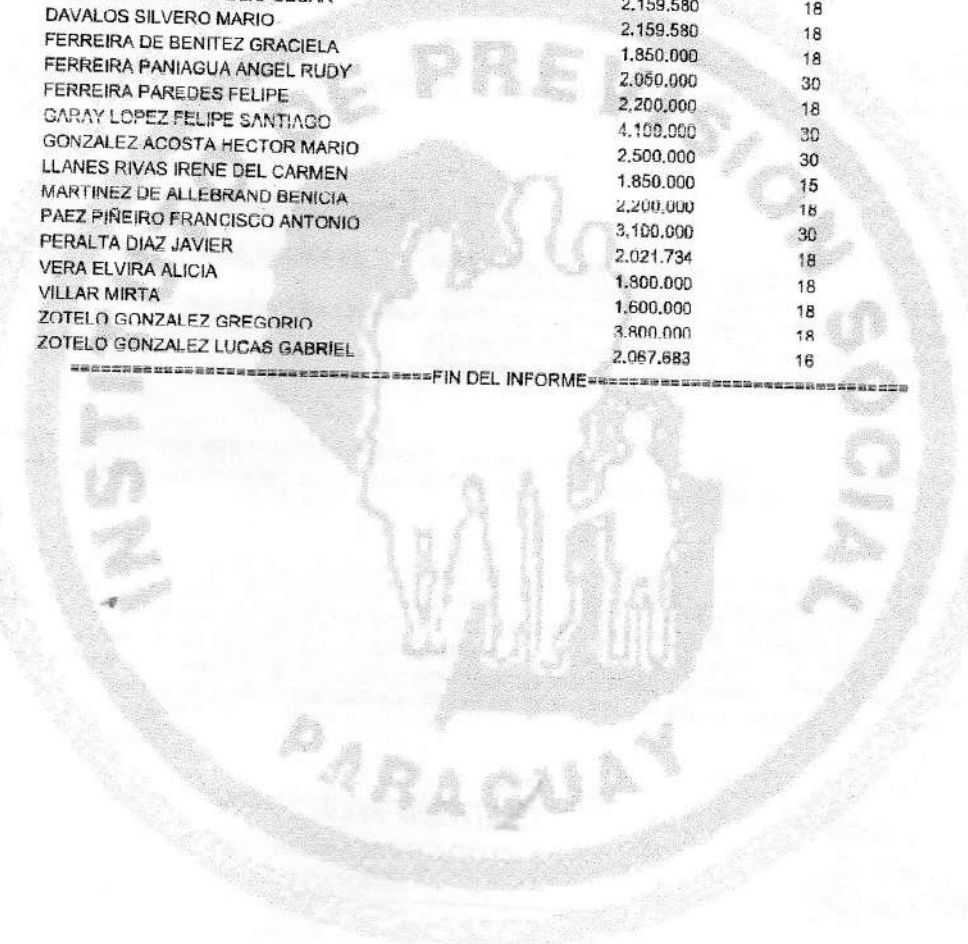 2.159.580 18
DAVALOS SILVERO MARIO 2.159.580 18
FERREIRA DE BENITEZ GRACIELA 1.850.000 18
FERREIRA PANIAGUA ANGEL RUDY 2.050.000 30
FERREIRA PAREDES FELIPE 2.200.000 18
GARAY LOPEZ FELIPE SANTIAGO 4.100.000 30
GONZALEZ ACOSTA HECTOR MARIO 2.500.000 30
LLANES RIVAS IRENE DEL CARMEN 1.850.000 15
MARTINEZ DE ALLEBRAND BENICIA 2.200.000 18
PAEZ PIÑEIRO FRANCISCO ANTONIO 3.100.000 30
PERALTA DIAZ JAVIER 2.021.734 18
VERA ELVIRA ALICIA 1.800.000 18
VILLAR MIRTA 1.600.000 18
ZOTELO GONZALEZ GREGORIO 3.800.000 18
ZOTELO GONZALEZ LUCAS GABRIEL 2.067.683 16
===================================FIN DEL INFORME===============================
DE PREVISION SOCIAL
PARAGUAY